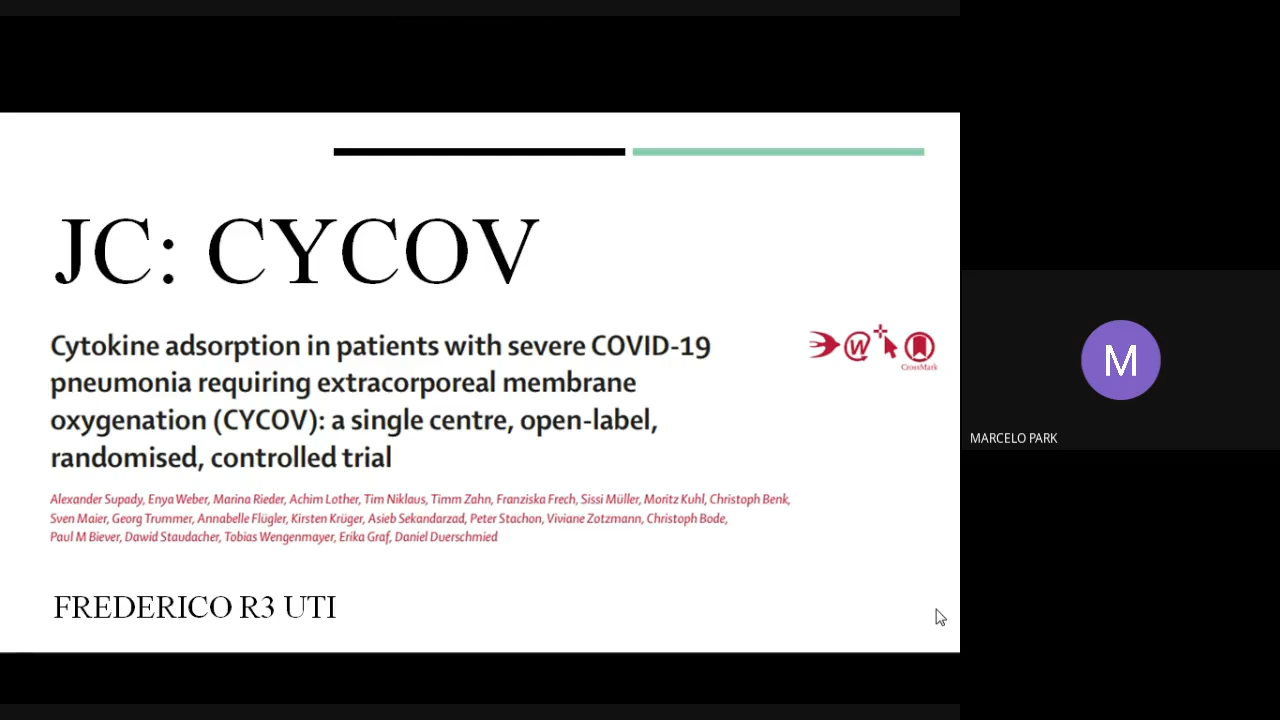 JC: CYCOV
Cytokine adsorption in patients with severe COVID-19
pneumonia requiring extracorporeal membrane
oxygenation (CYCOV): a single centre, open-label,
randomised, controlled trial
W
CrossMark
Alexander Supady, Enya Weber, Marina Rieder, Achim Lother, Tim Niklaus, Timm Zahn, Franziska Frech, Sissi Müller, Moritz Kuhl, Christoph Benk,
Sven Maier, Georg Trummer, Annabelle Flügler, Kirsten Krüger, Asieb Sekandarzad, Peter Stachon, Viviane Zotzmann, Christoph Bode,
Paul M Biever, Dawid Staudacher, Tobias Wengenmayer, Erika Graf, Daniel Duerschmied
FREDERICO R3 UTI
M
MARCELO PARK